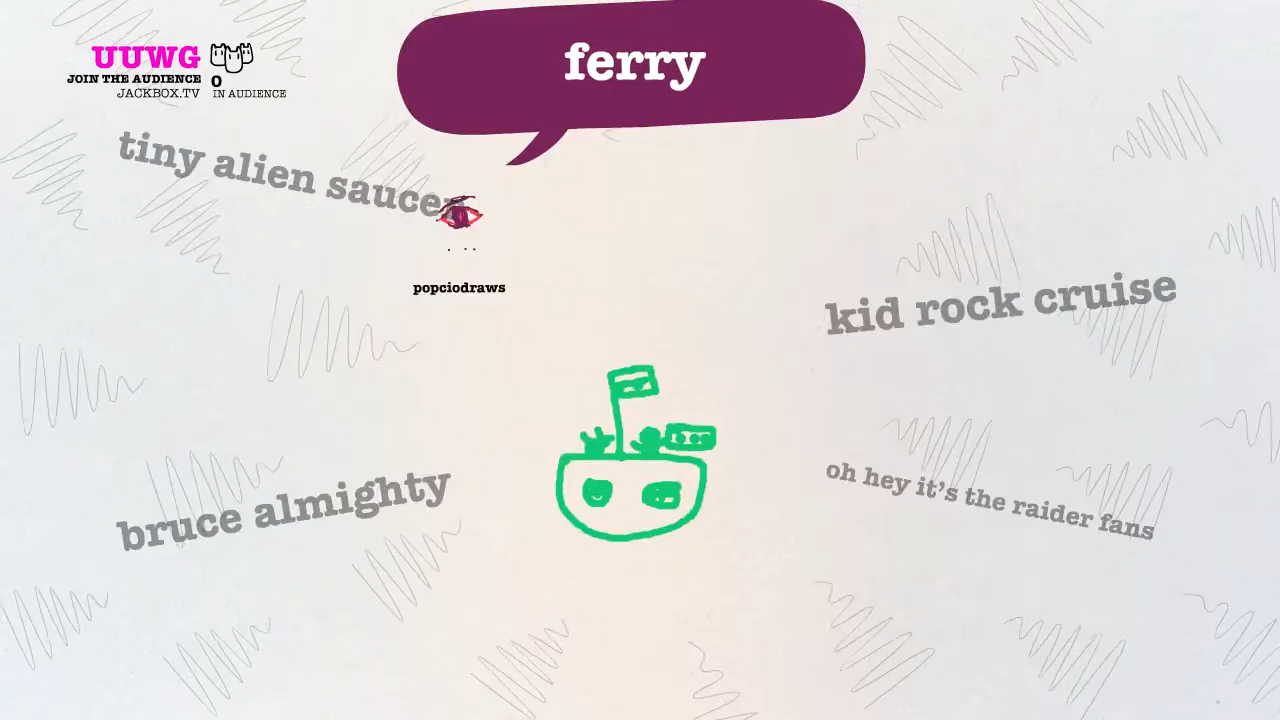 ferry
UUWG
JOIN THE AUDIENCE
JACKBOX.TV
0
IN AUDIENCE
tiny alien saucer
popciodraws
kid rock cruise
bruce almighty
oh hey it's the raider fans